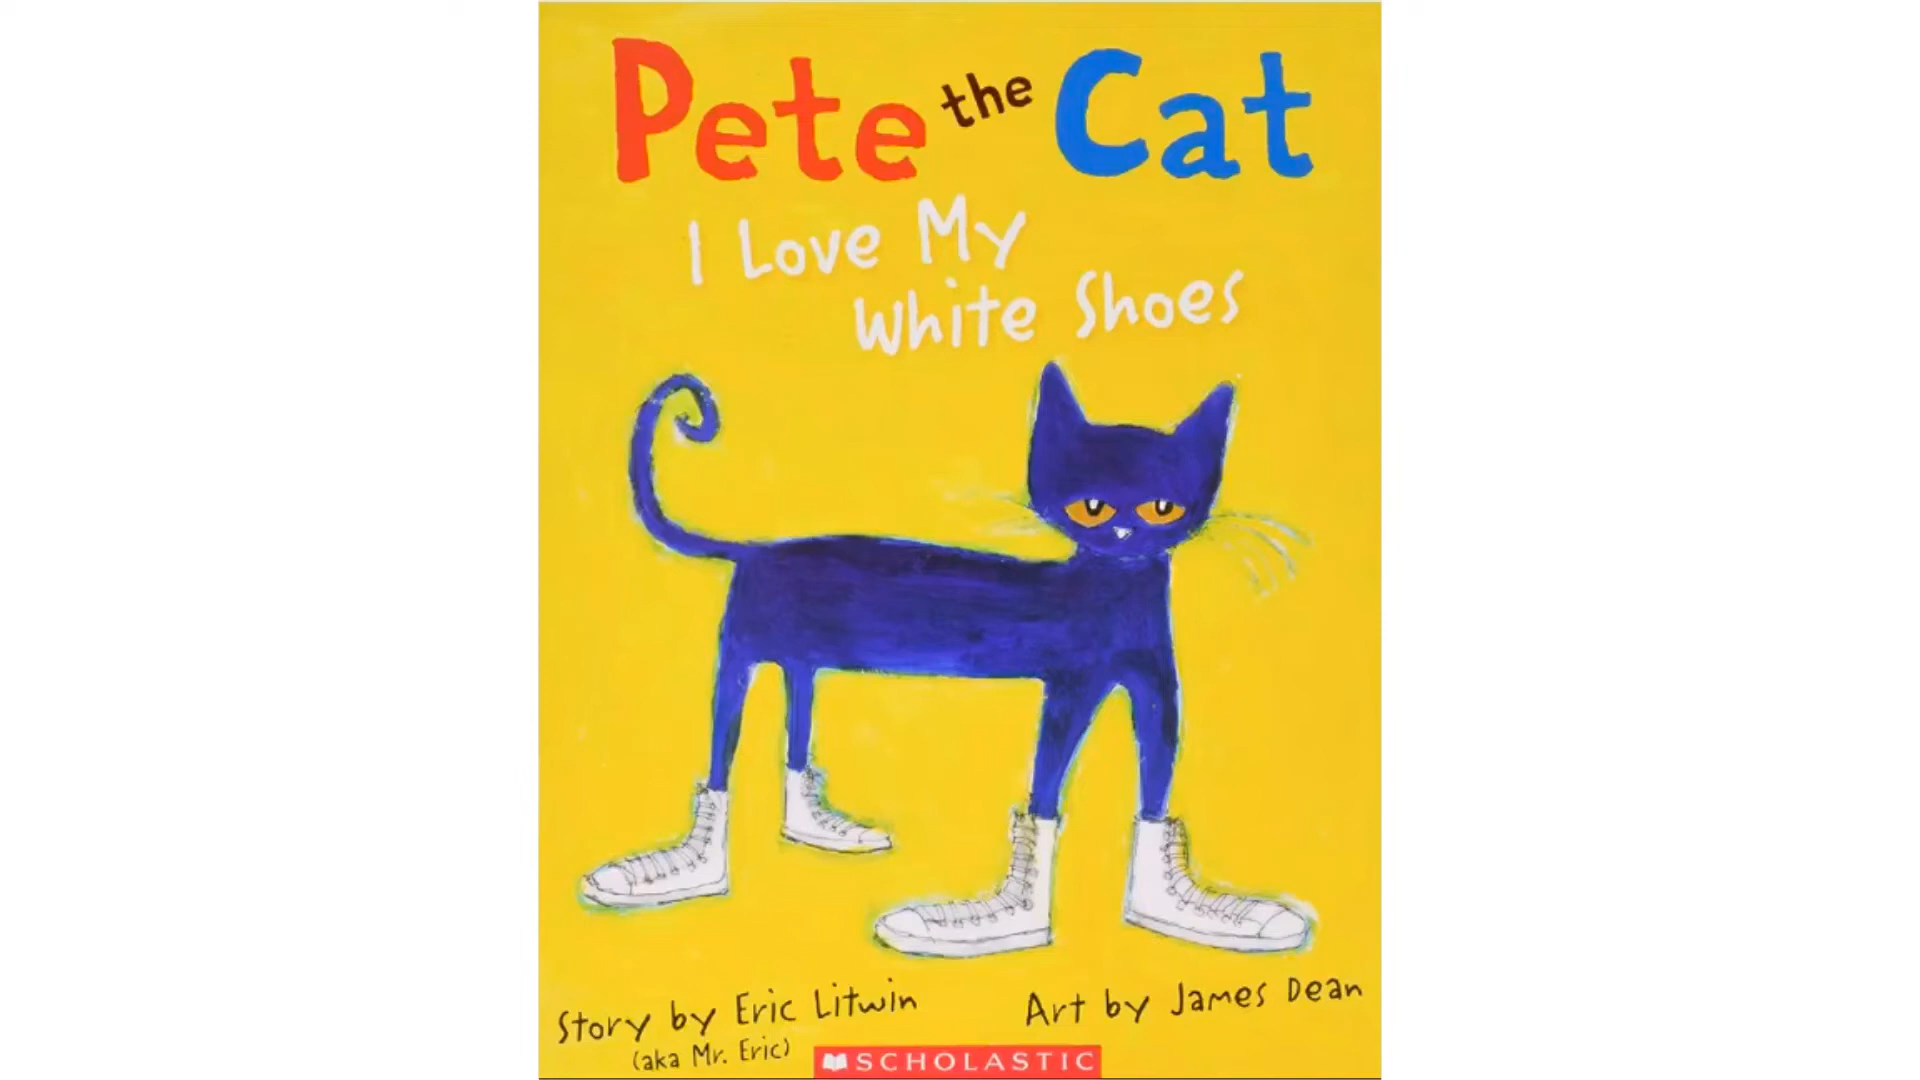 Pete the Cat
I Love My
White Shoes
Story by Eric Litwin
(aka Mr. Eric)
Art by James Dean
SCHOLASTIC